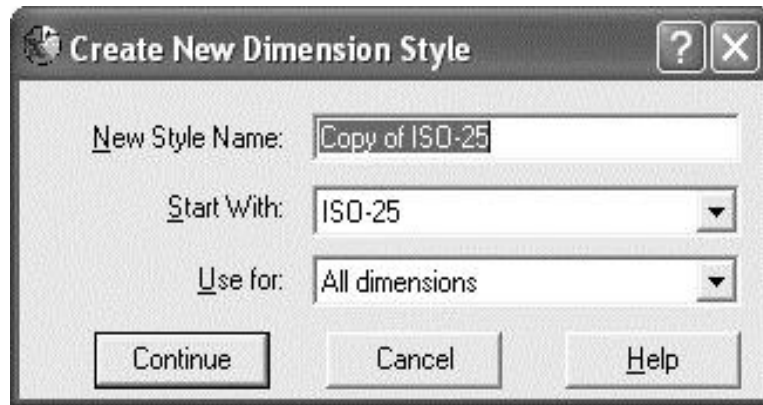 Create New Dimension Style
New Style Name: Copy of ISO-25
Start With: ISO-25
Use for: All dimensions
Continue Cancel Help